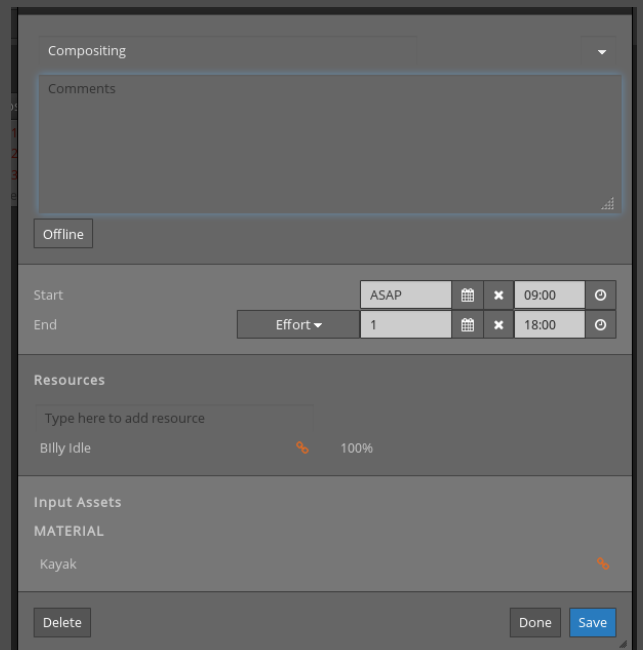 Compositing
Comments
Offline
Start ASAP 09:00
End Effort 1 18:00
Resources
Type here to add resource
BIlly Idle 100%
Input Assets
MATERIAL
Kayak
Delete Done Save